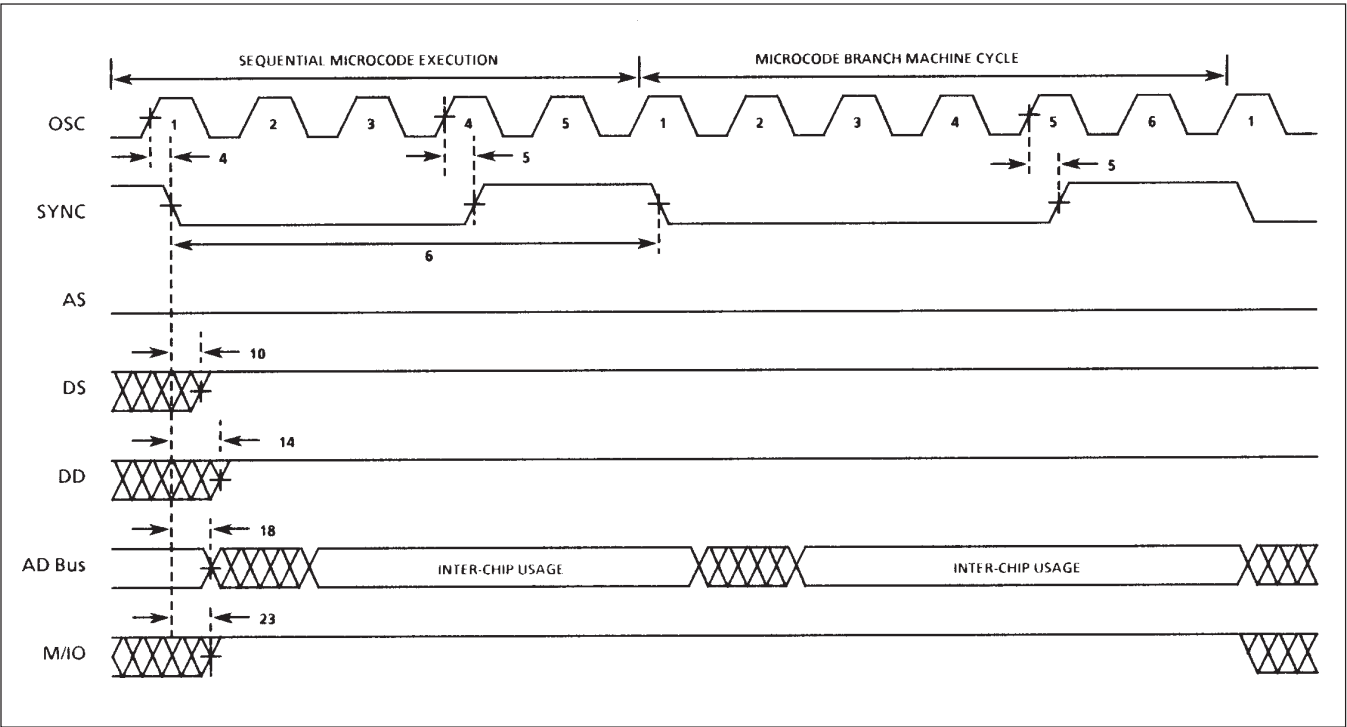 SEQUENTIAL MICROCODE EXECUTION MICROCODE BRANCH MACHINE CYCLE
OSC 1 2 3 4 5 1 2 3 4 5 6 1
4 5 5
SYNC
6
AS
10
DS
14
DD
18
AD Bus INTER-CHIP USAGE INTER-CHIP USAGE
23
M/IO